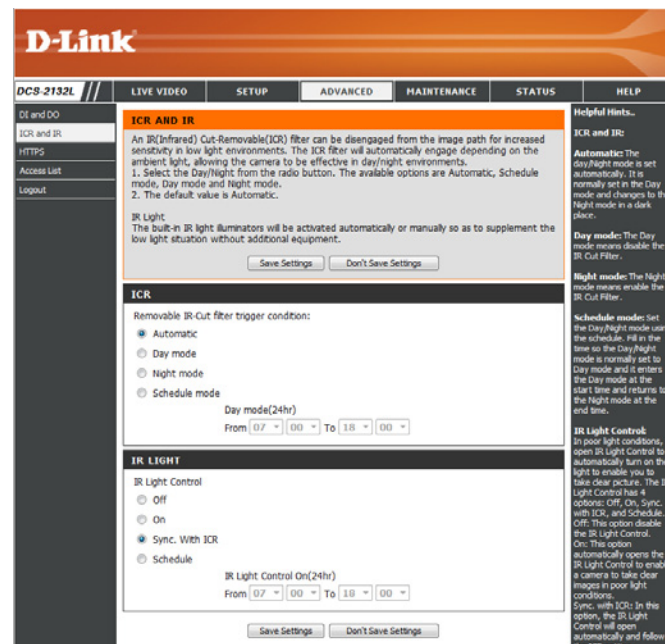 D-Link
DCS-2132L
LIVE VIDEO
SETUP
ADVANCED
MAINTENANCE
STATUS
HELP
DI and DO
ICR and IR
HTTPS
Access List
Logout
ICR AND IR
An IR(Infrared) Cut-Removable(ICR) filter can be disengaged from the image path for increased
sensitivity in low light environments. The ICR filter will automatically engage depending on the
ambient light, allowing the camera to be effective in day/night environments.
1. Select the Day/Night from the radio button. The available options are Automatic, Schedule
mode, Day mode and Night mode.
2. The default value is Automatic.
IR Light
The built-in IR light illuminators will be activated automatically or manually so as to supplement the
low light situation without additional equipment.
Save Settings
Don't Save Settings
ICR
Removable IR-Cut filter trigger condition:
Automatic
Day mode
Night mode
Schedule mode
Day mode(24hr)
From 07 00 To 18 00
IR LIGHT
IR Light Control
Off
On
Sync. With ICR
Schedule
IR Light Control On(24hr)
From 07 00 To 18 00
Save Settings
Don't Save Settings
Helpful Hints..
ICR and IR:
Automatic: The
day/Night mode is set
automatically. It is
normally set in the Day
mode and changes to the
Night mode in a dark
place.
Day mode: The Day
mode means disable the
IR Cut Filter.
Night mode: The Night
mode means enable the
IR Cut Filter.
Schedule mode: Set
the Day/Night mode using
the schedule. Fill in the
time so the Day/Night
mode is normally set to
Day mode and it enters
the Day mode at the
start time and returns to
the Night mode at the
end time.
IR Light Control:
In poor light conditions,
open IR Light Control to
automatically turn on the
light to enable you to
take clear picture. The IR
Light Control has 4
options: Off, On, Sync.
with ICR, and Schedule.
Off: This option disable
the IR Light Control.
On: This option
automatically opens the
IR Light Control to enable
a camera to take clear
images in poor light
conditions.
Sync. with ICR: In this
option, the IR Light
Control will open
automatically and follow